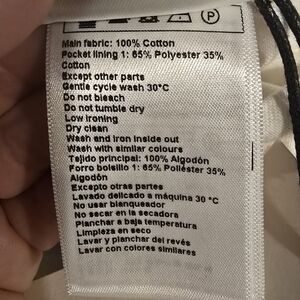 P
Main fabric: 100% Cotton
Pocket lining 1: 65% Polyester 35%
Cotton
Except other parts
Gentle cycle wash 30°C
Do not bleach
Do not tumble dry
Low ironing
Dry clean
Wash and Iron inside out
Wash with similar colours
Tejido principal: 100% Algodón
Forro bolsillo 1: 65% Poliéster 35%
Algodón
Excepto otras partes
Lavado delicado a máquina 30 °C
No usar blanqueador
No secar en la secadora
Planchar a baja temperatura
Limpieza en seco
Lavar y planchar del revés
Lavar con colores similares